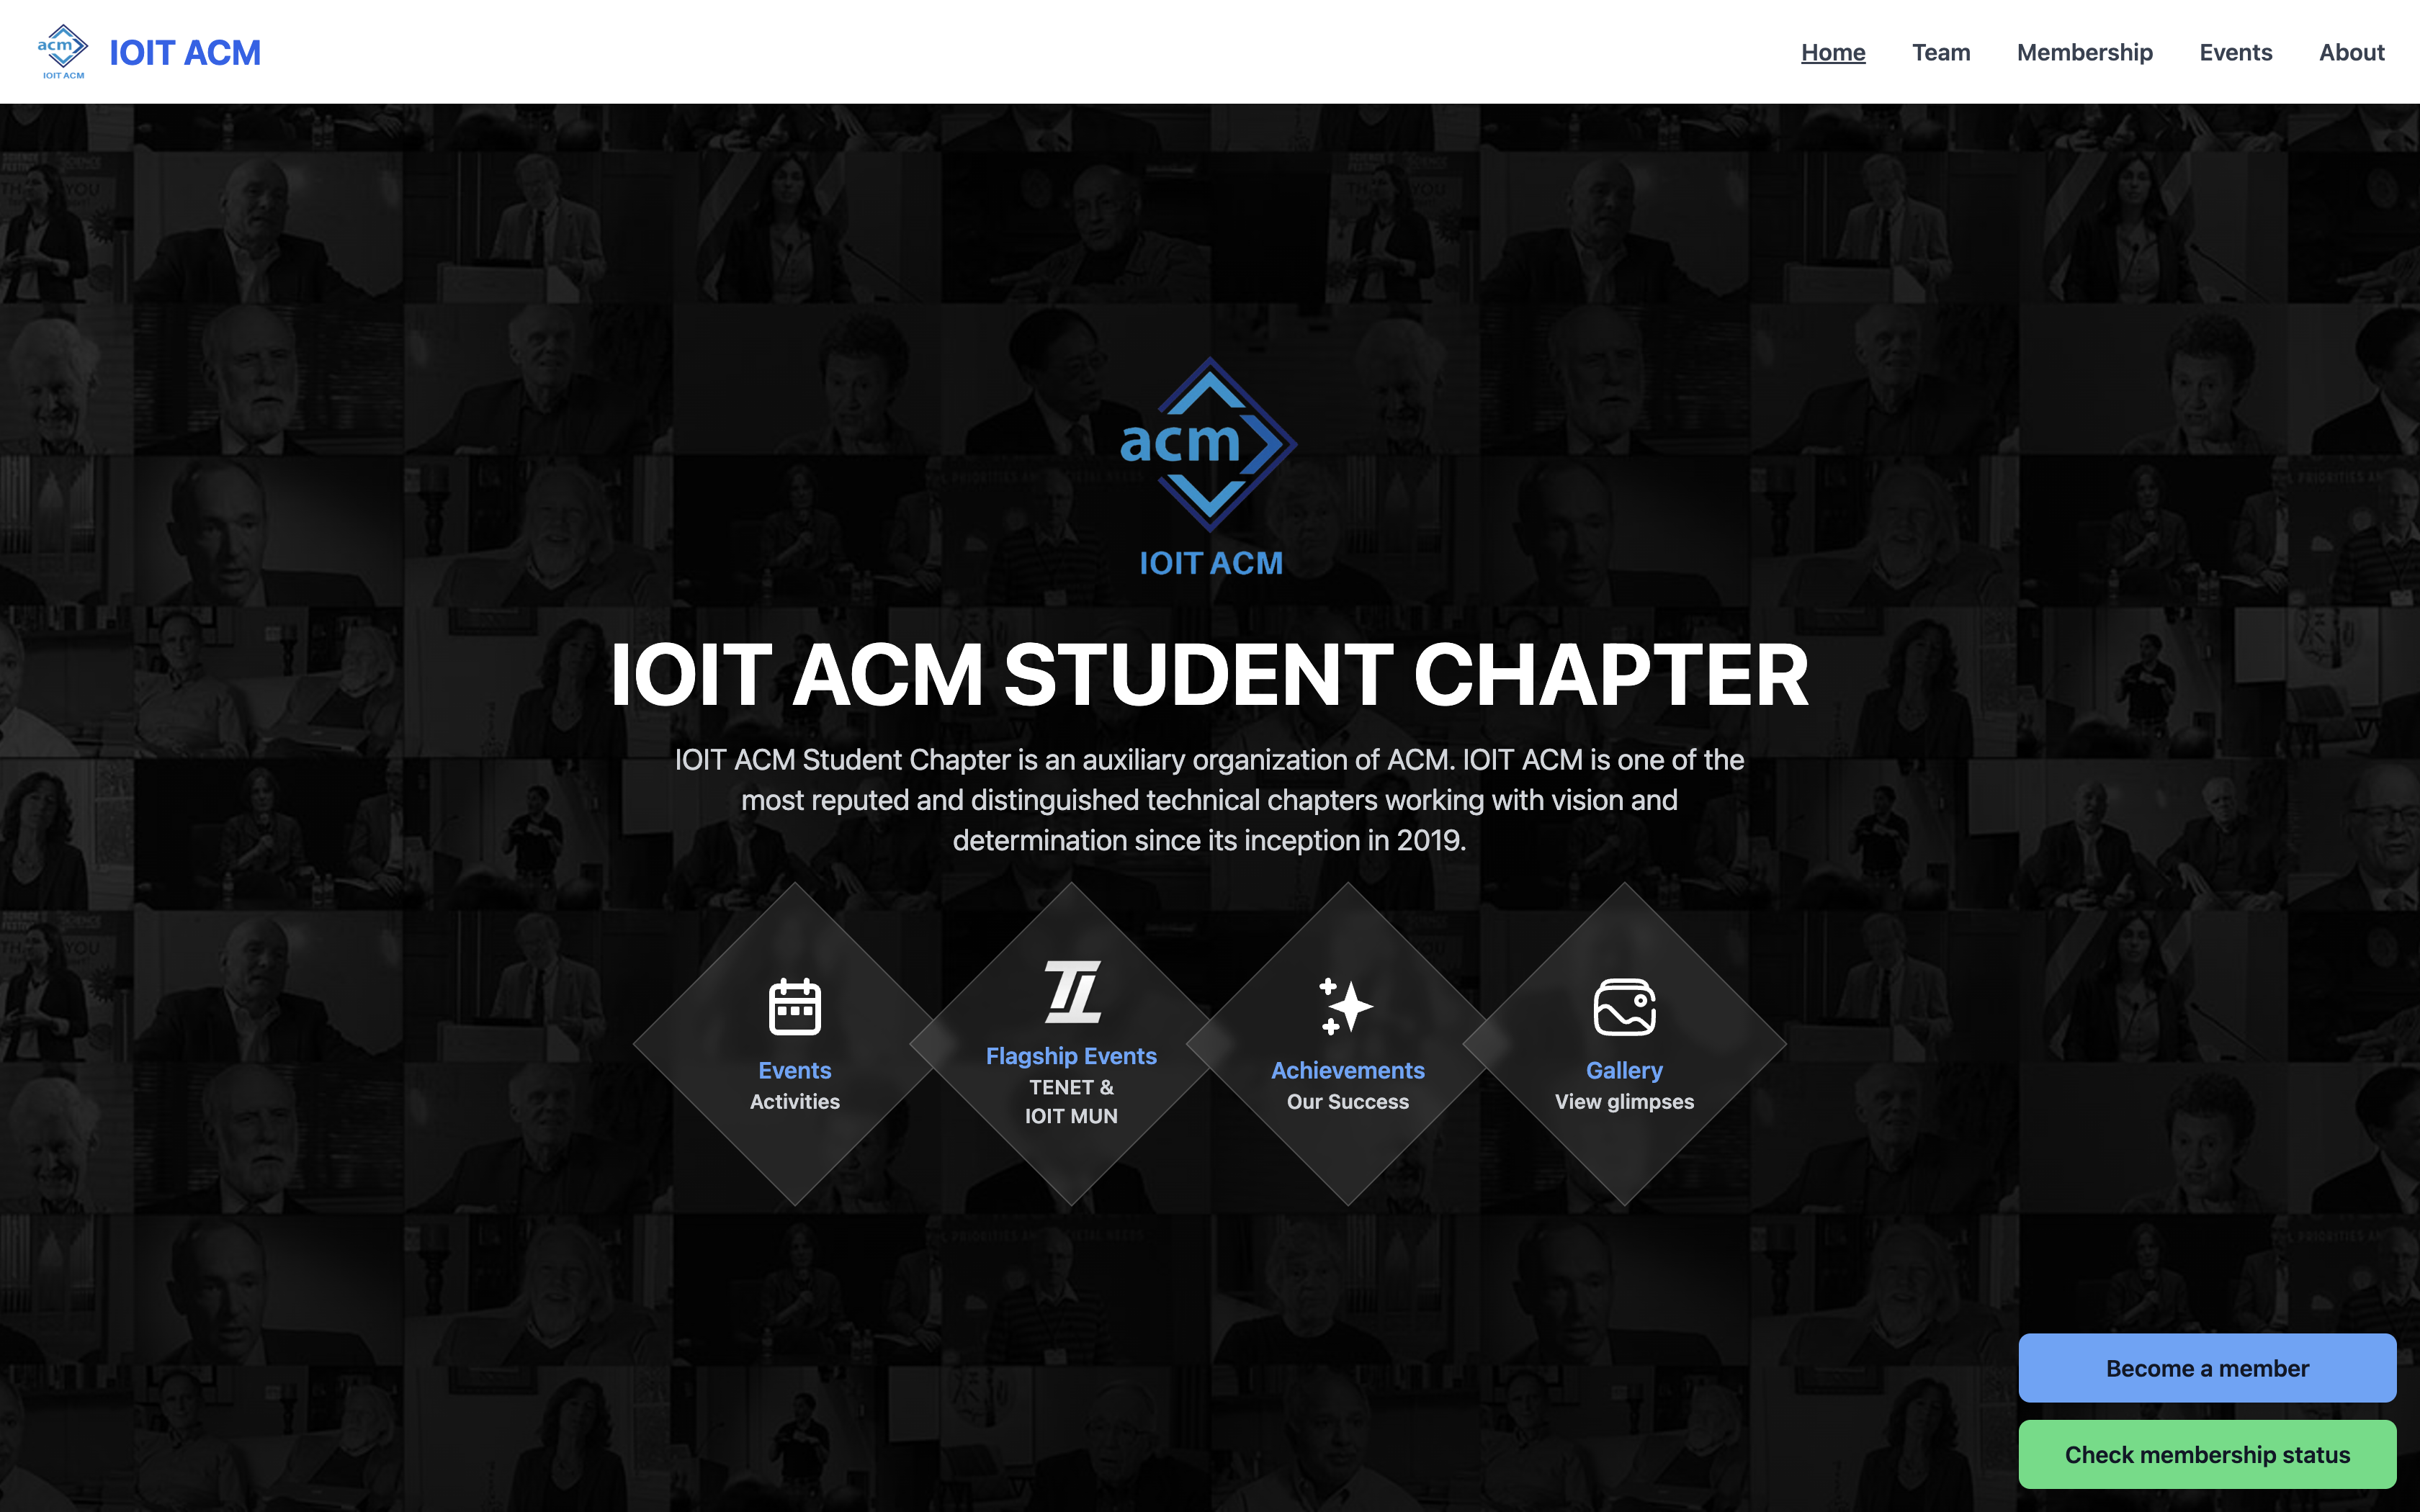 acm
IOIT ACM
IOIT ACM
Home
Team
Membership
Events
About
acm
IOIT ACM
IOIT ACM STUDENT CHAPTER
IOIT ACM Student Chapter is an auxiliary organization of ACM. IOIT ACM is one of the
most reputed and distinguished technical chapters working with vision and
determination since its inception in 2019.
Events
Activities
Flagship Events
TENET &
IOIT MUN
Achievements
Our Success
Gallery
View glimpses
Become a member
Check membership status